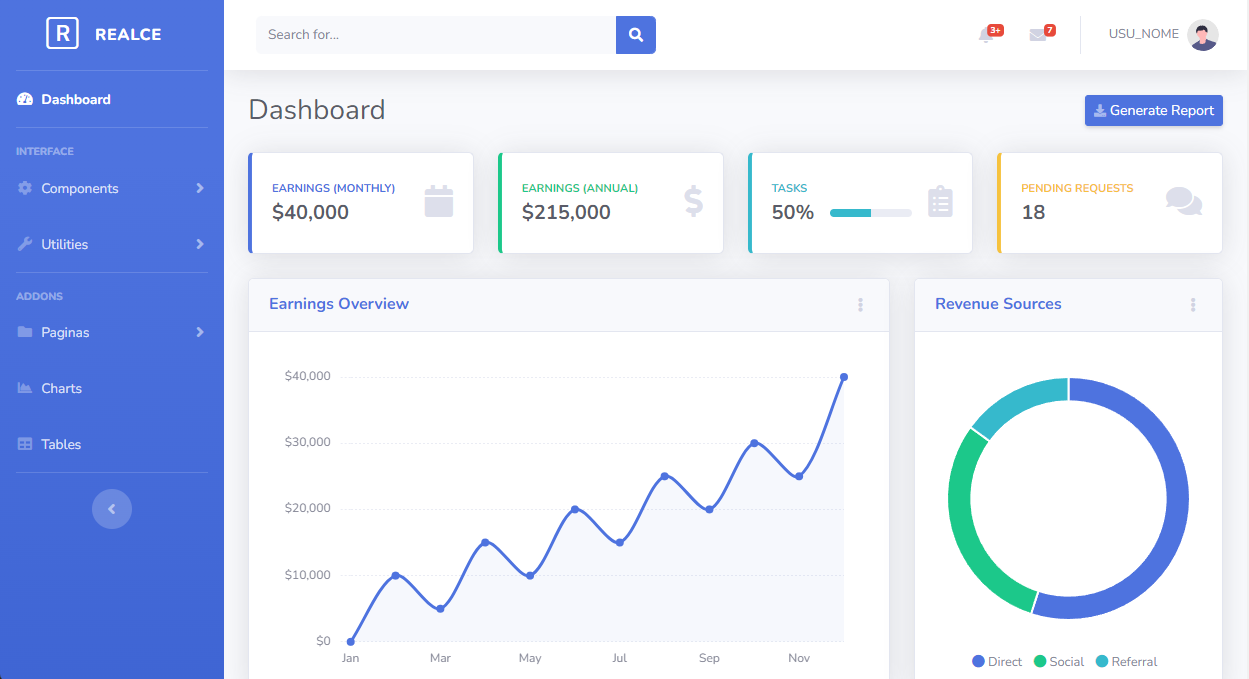 R REALCE
Dashboard
INTERFACE
Components
Utilities
ADDONS
Paginas
Charts
Tables
Search for...
3+
7
USU_NOME
Dashboard
Generate Report
EARNINGS (MONTHLY)
$40,000
EARNINGS (ANNUAL)
$215,000
TASKS
50%
PENDING REQUESTS
18
Earnings Overview
$40,000
$30,000
$20,000
$10,000
$0
Jan Mar May Jul Sep Nov
Revenue Sources
Direct Social Referral